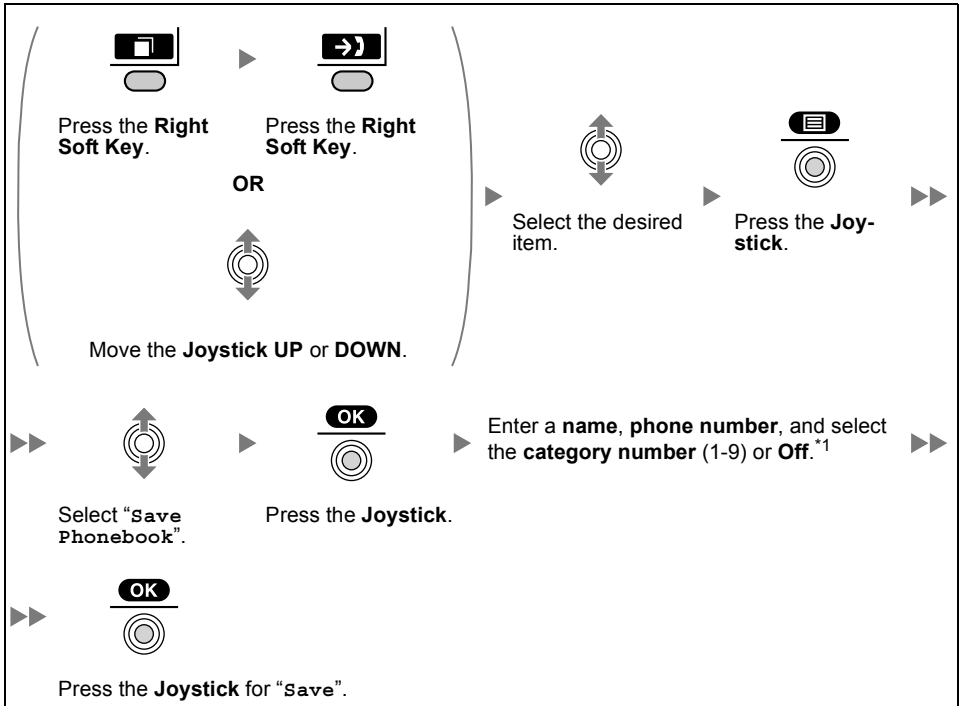 Press the Right
Soft Key.
Press the Right
Soft Key.
OR
Move the Joystick UP or DOWN.
Select the desired
item.
Press the Joy-
stick.
Select “Save
Phonebook”.
OK
Press the Joystick.
Enter a name, phone number, and select
the category number (1-9) or Off.*1
OK
Press the Joystick for “Save”.